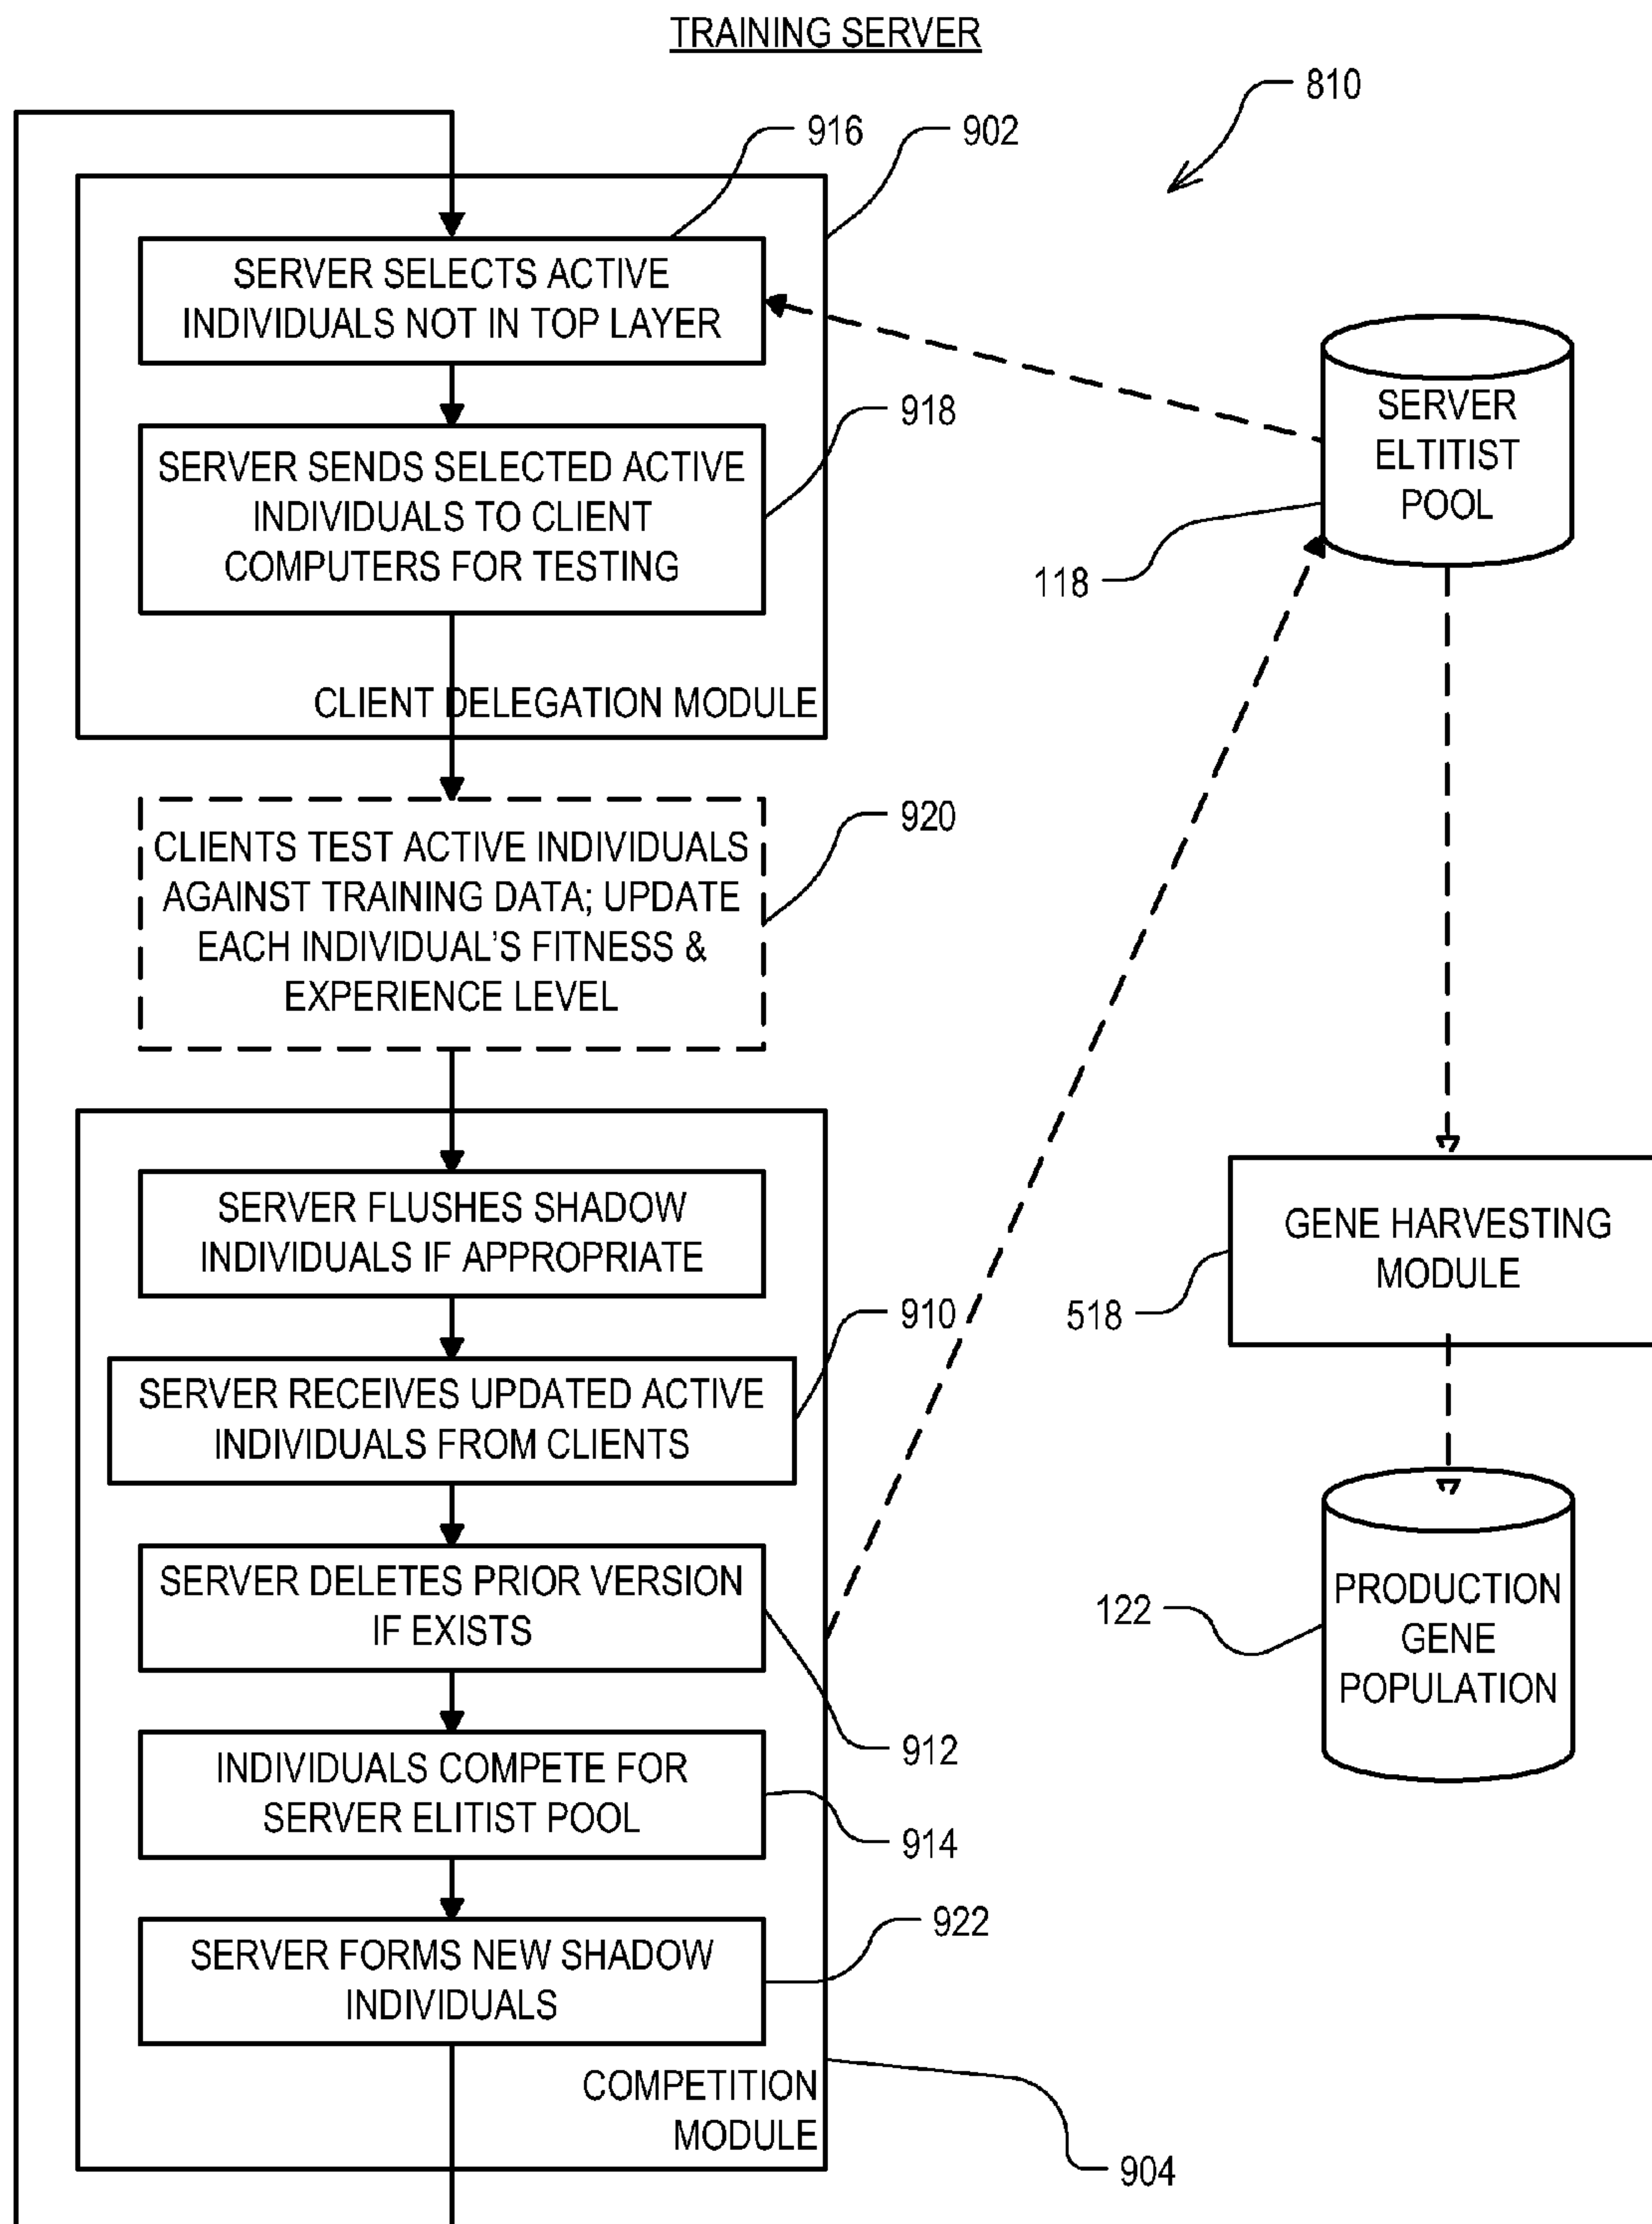 TRAINING SERVER
810
916
902
SERVER SELECTS ACTIVE
INDIVIDUALS NOT IN TOP LAYER
918
SERVER SENDS SELECTED ACTIVE
INDIVIDUALS TO CLIENT
COMPUTERS FOR TESTING
CLIENT DELEGATION MODULE
SERVER
ELTITIST
POOL
118
920
CLIENTS TEST ACTIVE INDIVIDUALS
AGAINST TRAINING DATA; UPDATE
EACH INDIVIDUAL'S FITNESS &
EXPERIENCE LEVEL
SERVER FLUSHES SHADOW
INDIVIDUALS IF APPROPRIATE
910
SERVER RECEIVES UPDATED ACTIVE
INDIVIDUALS FROM CLIENTS
GENE HARVESTING
MODULE
518
SERVER DELETES PRIOR VERSION
IF EXISTS
912
PRODUCTION
GENE
POPULATION
122
INDIVIDUALS COMPETE FOR
SERVER ELITIST POOL
914
922
SERVER FORMS NEW SHADOW
INDIVIDUALS
COMPETITION
MODULE
904